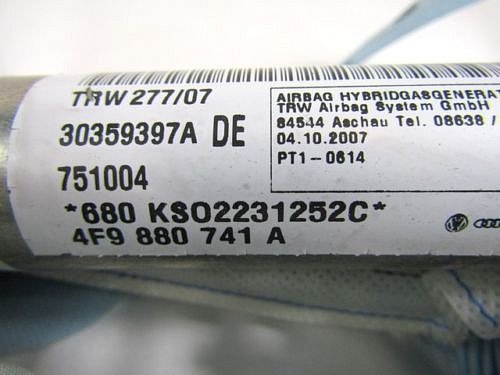 TRW 277/07
30359397A DE
751004
*680 KS02231252C*
4F9 880 741 A
AIRBAG HYBRIDGASGENERAT
TRW Airbag System GmbH
84544 Aschau Tel. 08638 /
04.10.2007
PT1-0614